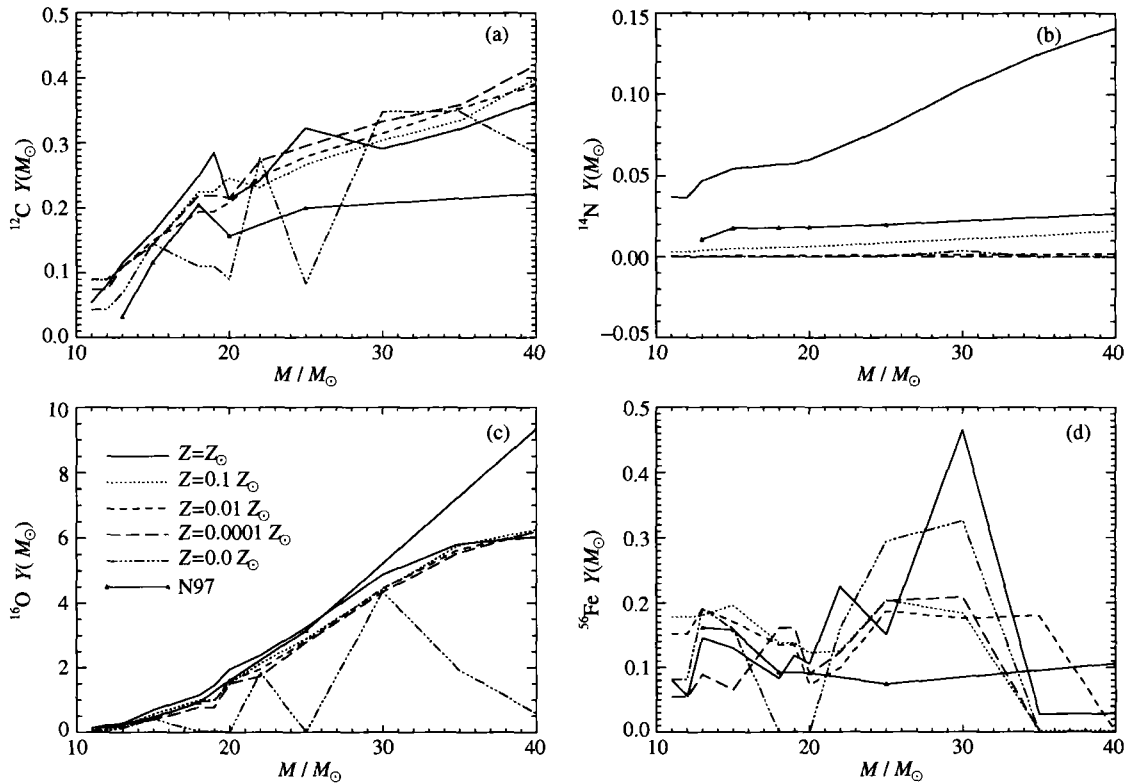 (a)
0.5
0.4
0.3
0.2
0.1
0.0
¹²C Y(M⊙)
10 20 30 40
M / M⊙
(b)
0.15
0.10
0.05
0.00
−0.05
¹⁴N Y(M⊙)
10 20 30 40
M / M⊙
(c)
10
8
6
4
2
0
¹⁶O Y( M⊙)
Z=Z⊙
Z=0.1 Z⊙
Z=0.01 Z⊙
Z=0.0001 Z⊙
Z=0.0 Z⊙
N97
10 20 30 40
M / M⊙
(d)
0.5
0.4
0.3
0.2
0.1
0.0
⁵⁶Fe Y(M⊙)
10 20 30 40
M / M⊙